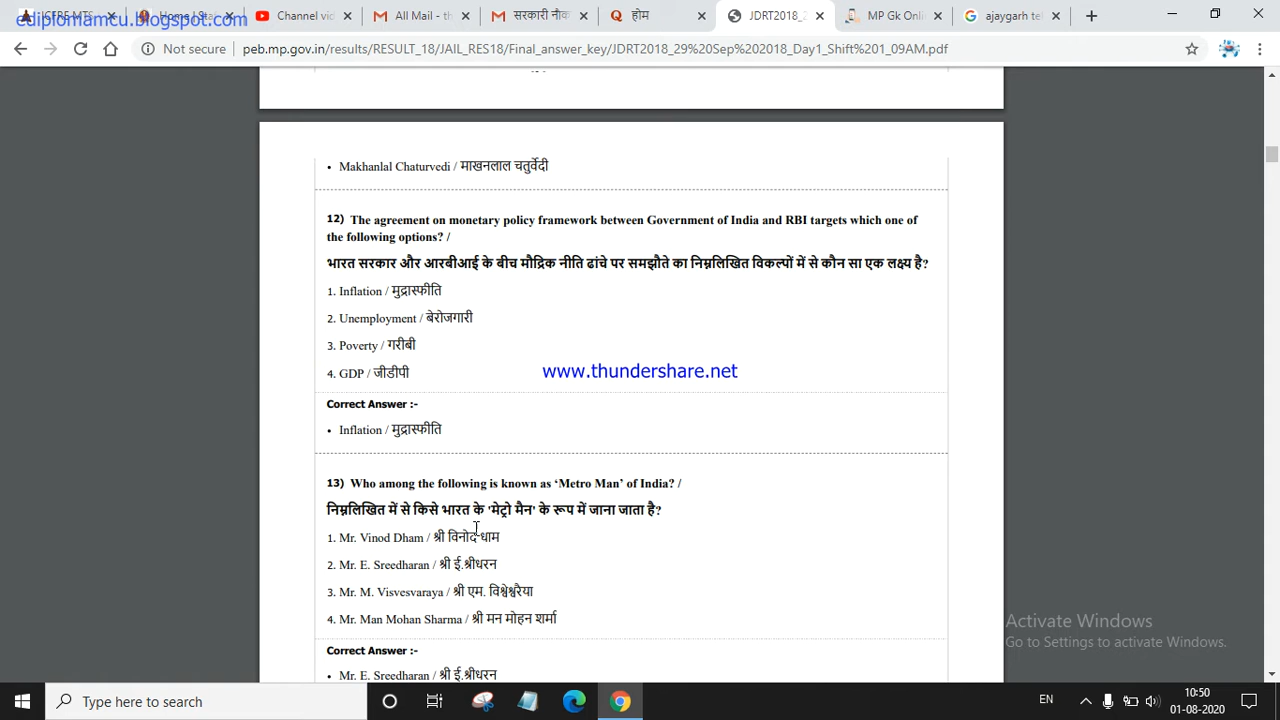 ediplomamcu.blogspot.com
Channel vid
All Mail - th
सरकारी नौक
होम
JDRT2018_2
MP Gk Onli
ajaygarh te
Not secure
peb.mp.gov.in/results/RESULT_18/JAIL_RES18/Final_answer_key/JDRT2018_29%20Sep%202018_Day1_Shift%201_09AM.pdf
• Makhanlal Chaturvedi / माखनलाल चतुर्वेदी
12) The agreement on monetary policy framework between Government of India and RBI targets which one of
the following options? /
भारत सरकार और आरबीआई के बीच मौद्रिक नीति ढांचे पर समझौते का निम्नलिखित विकल्पों में से कौन सा एक लक्ष्य है?
1. Inflation / मुद्रास्फीति
2. Unemployment / बेरोजगारी
3. Poverty / गरीबी
4. GDP / जीडीपी
www.thundershare.net
Correct Answer :-
• Inflation / मुद्रास्फीति
13) Who among the following is known as ‘Metro Man’ of India? /
निम्नलिखित में से किसे भारत के 'मेट्रो मैन' के रूप में जाना जाता है?
1. Mr. Vinod Dham / श्री विनोद धाम
2. Mr. E. Sreedharan / श्री ई.श्रीधरन
3. Mr. M. Visvesvaraya / श्री एम. विश्वेश्वरैया
4. Mr. Man Mohan Sharma / श्री मन मोहन शर्मा
Correct Answer :-
• Mr. E. Sreedharan / श्री ई.श्रीधरन
Activate Windows
Go to Settings to activate Windows.
Type here to search
EN
10:50
01-08-2020